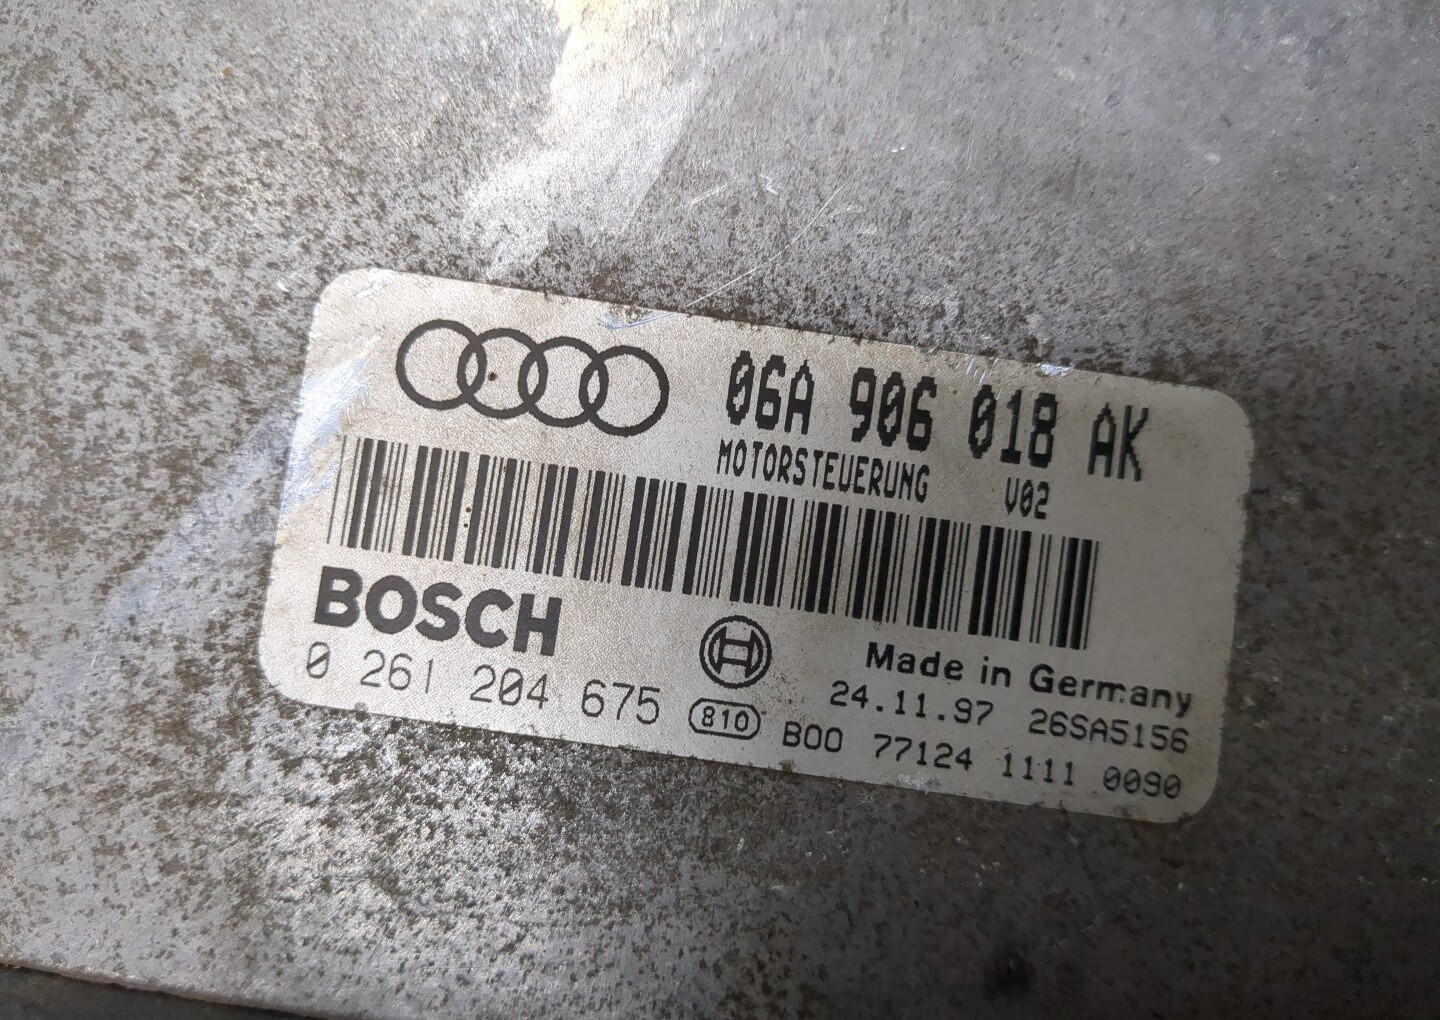 06A 906 018 AK
MOTORSTEUERUNG V02
BOSCH
0 261 204 675
Made in Germany
24.11.97 26SA5156
810 B00 77124 1111 0090